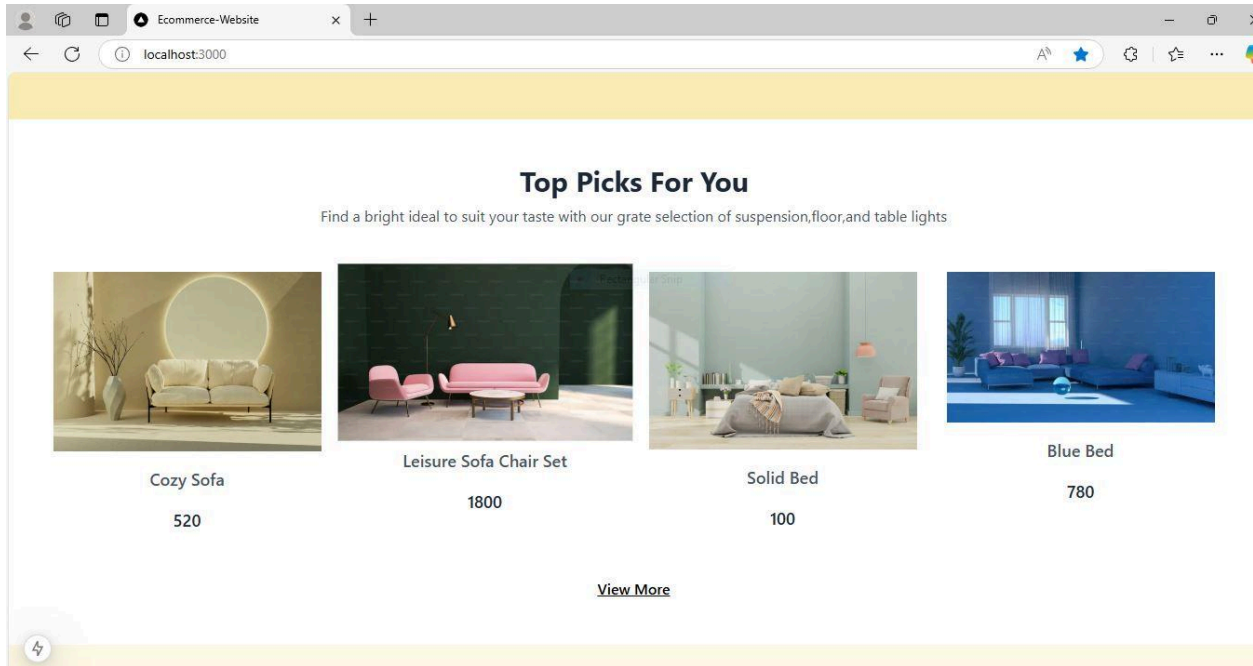 Ecommerce-Website
localhost:3000
Top Picks For You
Find a bright ideal to suit your taste with our grate selection of suspension,floor,and table lights
Rectangular Snip
Cozy Sofa
520
Leisure Sofa Chair Set
1800
Solid Bed
100
Blue Bed
780
View More